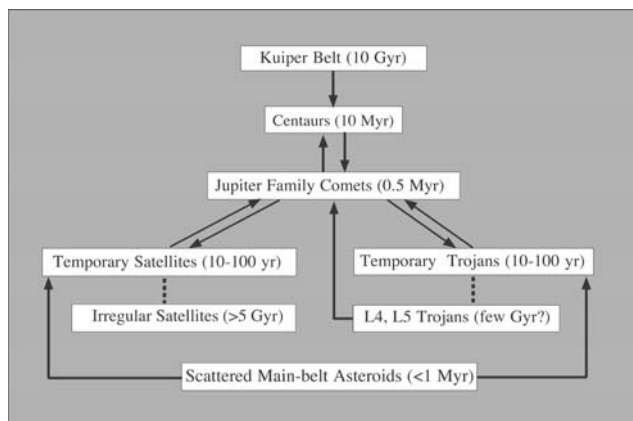 Kuiper Belt (10 Gyr)
Centaurs (10 Myr)
Jupiter Family Comets (0.5 Myr)
Temporary Satellites (10-100 yr)
Temporary Trojans (10-100 yr)
Irregular Satellites (>5 Gyr)
L4, L5 Trojans (few Gyr?)
Scattered Main-belt Asteroids (<1 Myr)